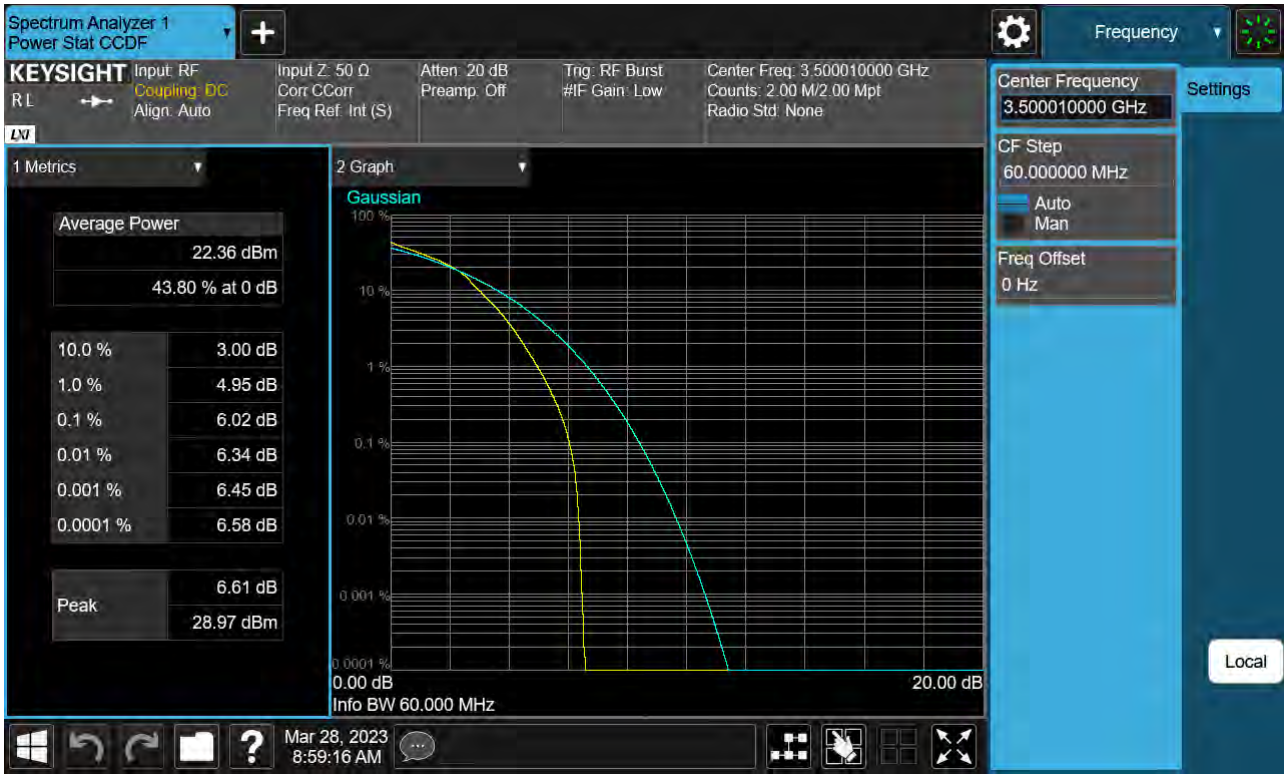 Spectrum Analyzer 1
Power Stat CCDF
Frequency
KEYSIGHT
RL
LXI
Input: RF
Coupling: DC
Align: Auto
Input Z: 50 Ω
Corr CCorr
Freq Ref: Int (S)
Atten: 20 dB
Preamp: Off
Trig: RF Burst
#IF Gain: Low
Center Freq: 3.500010000 GHz
Counts: 2.00 M/2.00 Mpt
Radio Std: None
Center Frequency
3.500010000 GHz
Settings
CF Step
60.000000 MHz
Auto
Man
Freq Offset
0 Hz
1 Metrics
Average Power
22.36 dBm
43.80 % at 0 dB
10.0 % 3.00 dB
1.0 % 4.95 dB
0.1 % 6.02 dB
0.01 % 6.34 dB
0.001 % 6.45 dB
0.0001 % 6.58 dB
Peak
6.61 dB
28.97 dBm
2 Graph
Gaussian
100 %
10 %
1 %
0.1 %
0.01 %
0.001 %
0.0001 %
0.00 dB 20.00 dB
Info BW 60.000 MHz
Local
?
Mar 28, 2023
8:59:16 AM